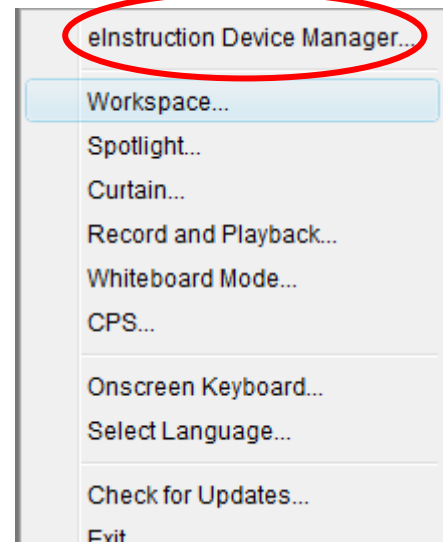 eInstruction Device Manager...
Workspace...
Spotlight...
Curtain...
Record and Playback...
Whiteboard Mode...
CPS...
Onscreen Keyboard...
Select Language...
Check for Updates...
Exit